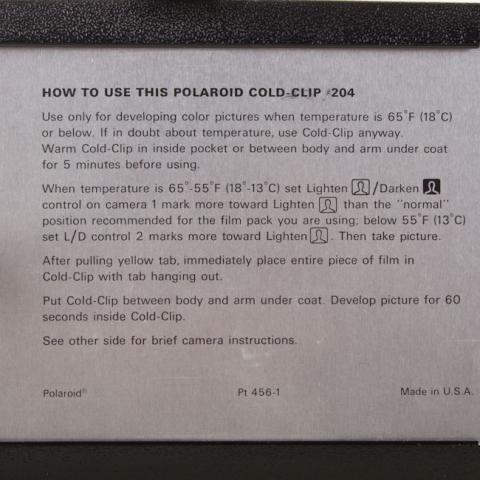 HOW TO USE THIS POLAROID COLD-CLIP #204
Use only for developing color pictures when temperature is 65°F (18°C)
or below. If in doubt about temperature, use Cold-Clip anyway.
Warm Cold-Clip in inside pocket or between body and arm under coat
for 5 minutes before using.
When temperature is 65°-55°F (18°-13°C) set Lighten /Darken
control on camera 1 mark more toward Lighten than the "normal"
position recommended for the film pack you are using; below 55°F (13°C)
set L/D control 2 marks more toward Lighten . Then take picture.
After pulling yellow tab, immediately place entire piece of film in
Cold-Clip with tab hanging out.
Put Cold-Clip between body and arm under coat. Develop picture for 60
seconds inside Cold-Clip.
See other side for brief camera instructions.
Polaroid® Pt 456-1 Made in U.S.A.